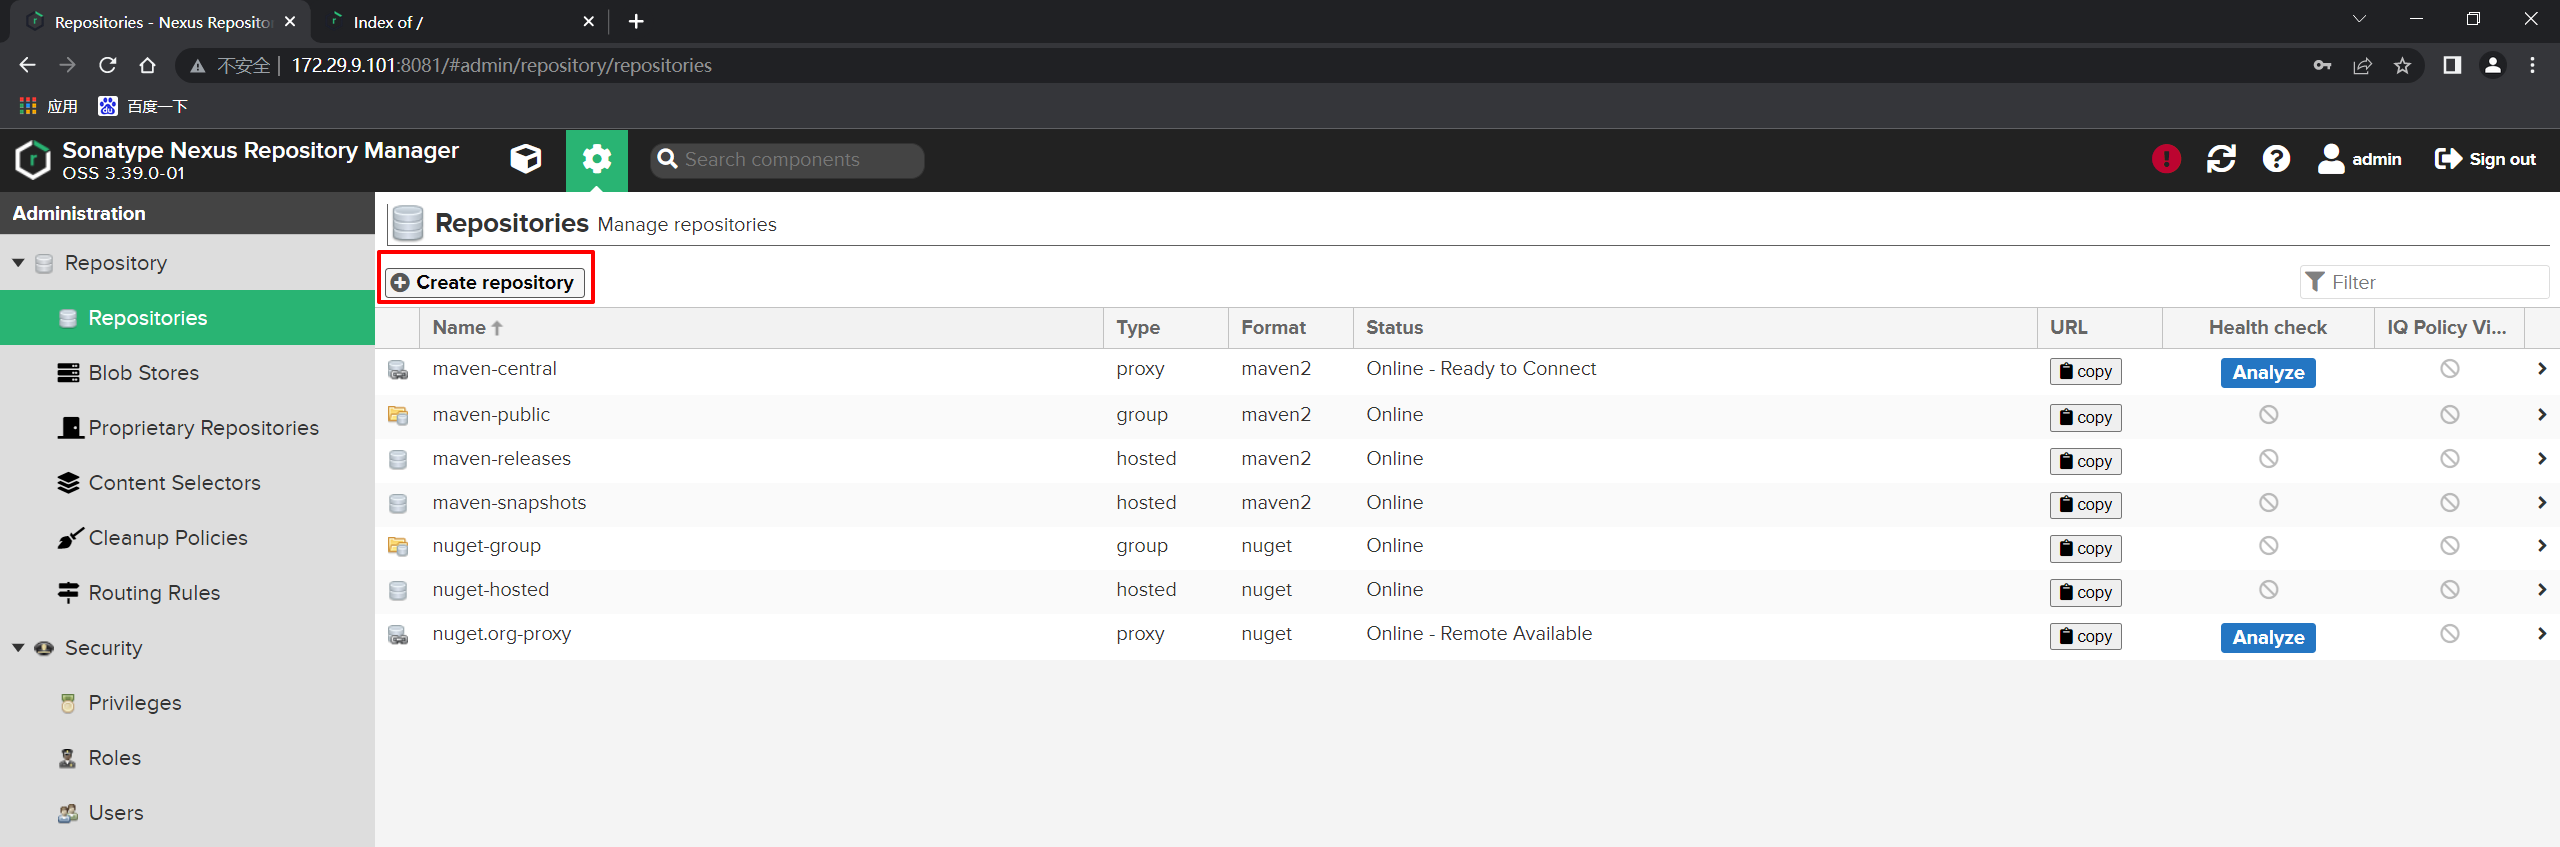 Repositories - Nexus Reposito
Index of /
不安全 | 172.29.9.101:8081/#admin/repository/repositories
应用 百度一下
Sonatype Nexus Repository Manager
OSS 3.39.0-01
Search components
admin
Sign out
Administration
Repositories Manage repositories
Repository
Create repository
Filter
Repositories
Name Type Format Status URL Health check IQ Policy Vi...
maven-central proxy maven2 Online - Ready to Connect copy Analyze
Blob Stores
maven-public group maven2 Online copy
Proprietary Repositories
maven-releases hosted maven2 Online copy
Content Selectors
maven-snapshots hosted maven2 Online copy
Cleanup Policies
nuget-group group nuget Online copy
Routing Rules
nuget-hosted hosted nuget Online copy
nuget.org-proxy proxy nuget Online - Remote Available copy Analyze
Security
Privileges
Roles
Users